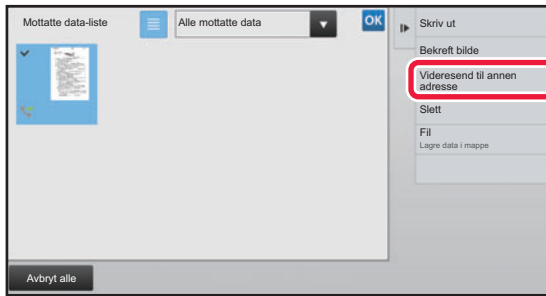 Mottatte data-liste
Alle mottatte data
OK
Skriv ut
Bekreft bilde
Videresend til annen
adresse
Slett
Fil
Lagre data i mappe
Avbryt alle